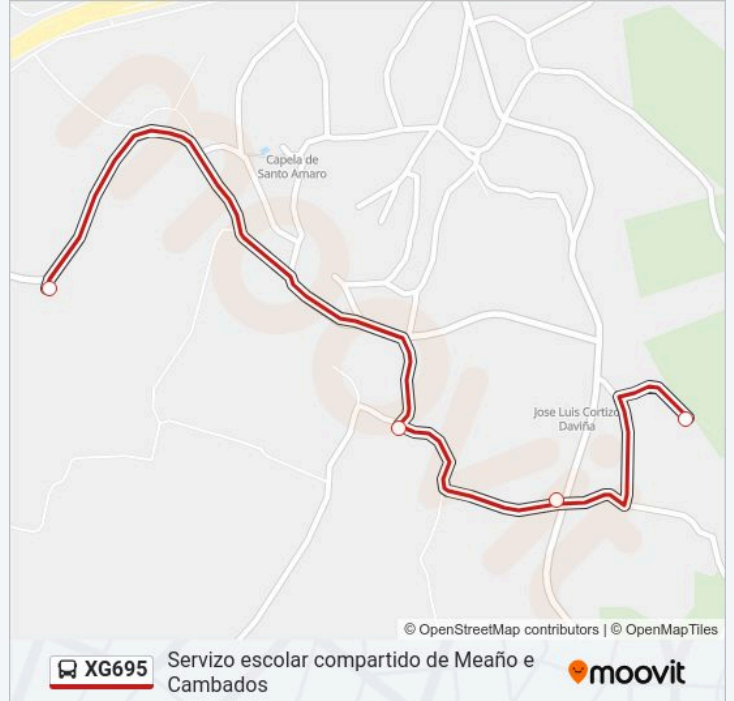 Capela de
Santo Amaro
Jose Luis Cortizo
Daviña
moovit
© OpenStreetMap contributors | © OpenMapTiles
XG695
Servizo escolar compartido de Meaño e
Cambados
moovit